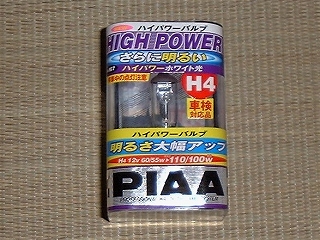 ハイパワーバルブ
HIGH POWER
さらに明るい
ハイパワーホワイト光
H4
車検
対応品
ハイパワーバルブ
明るさ大幅アップ
H4 12V 60/55W▶110/100W
PIAA